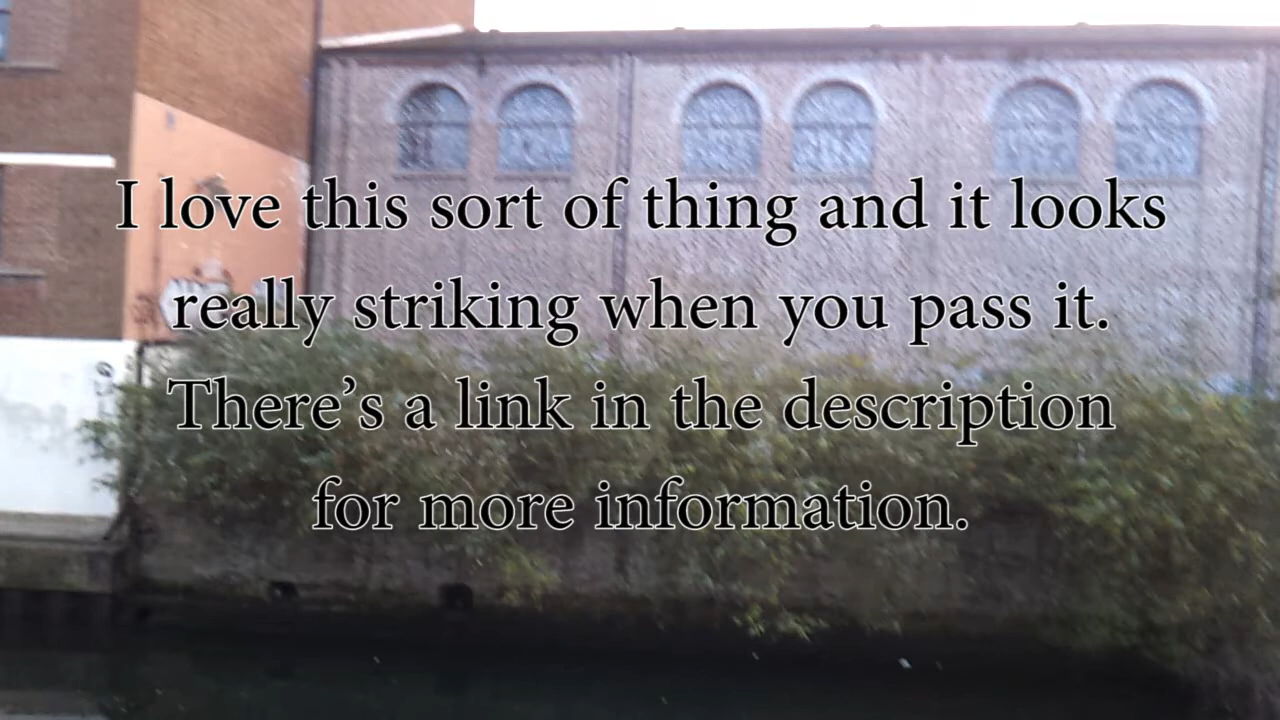 I love this sort of thing and it looks
really striking when you pass it.
There’s a link in the description
for more information.